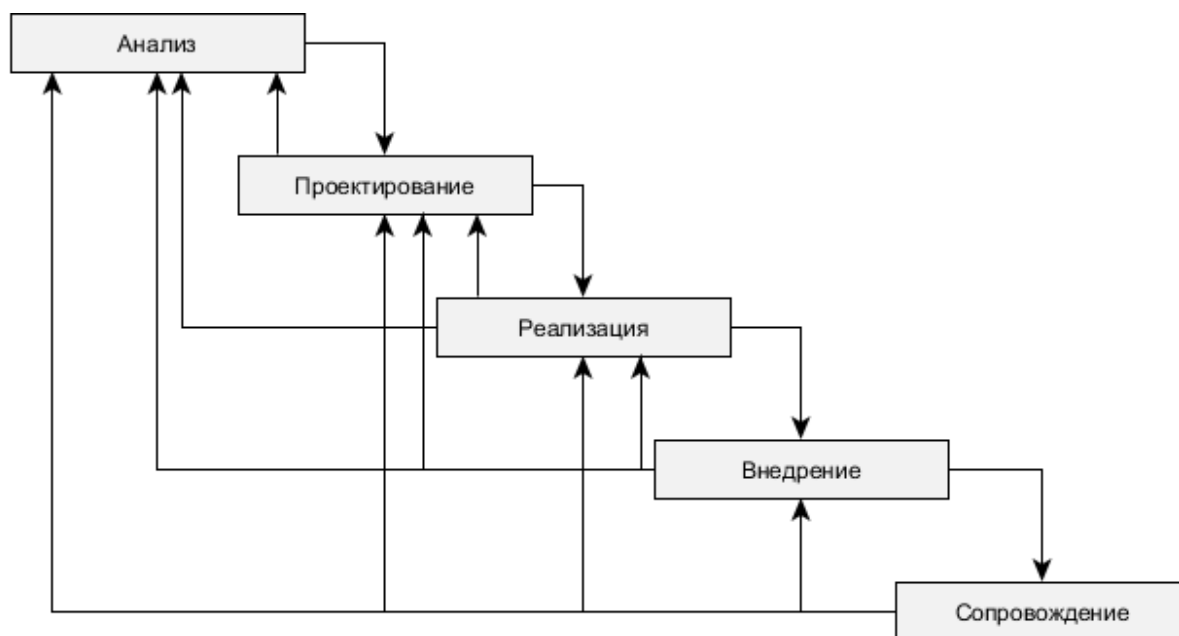 Анализ
Проектирование
Реализация
Внедрение
Сопровождение